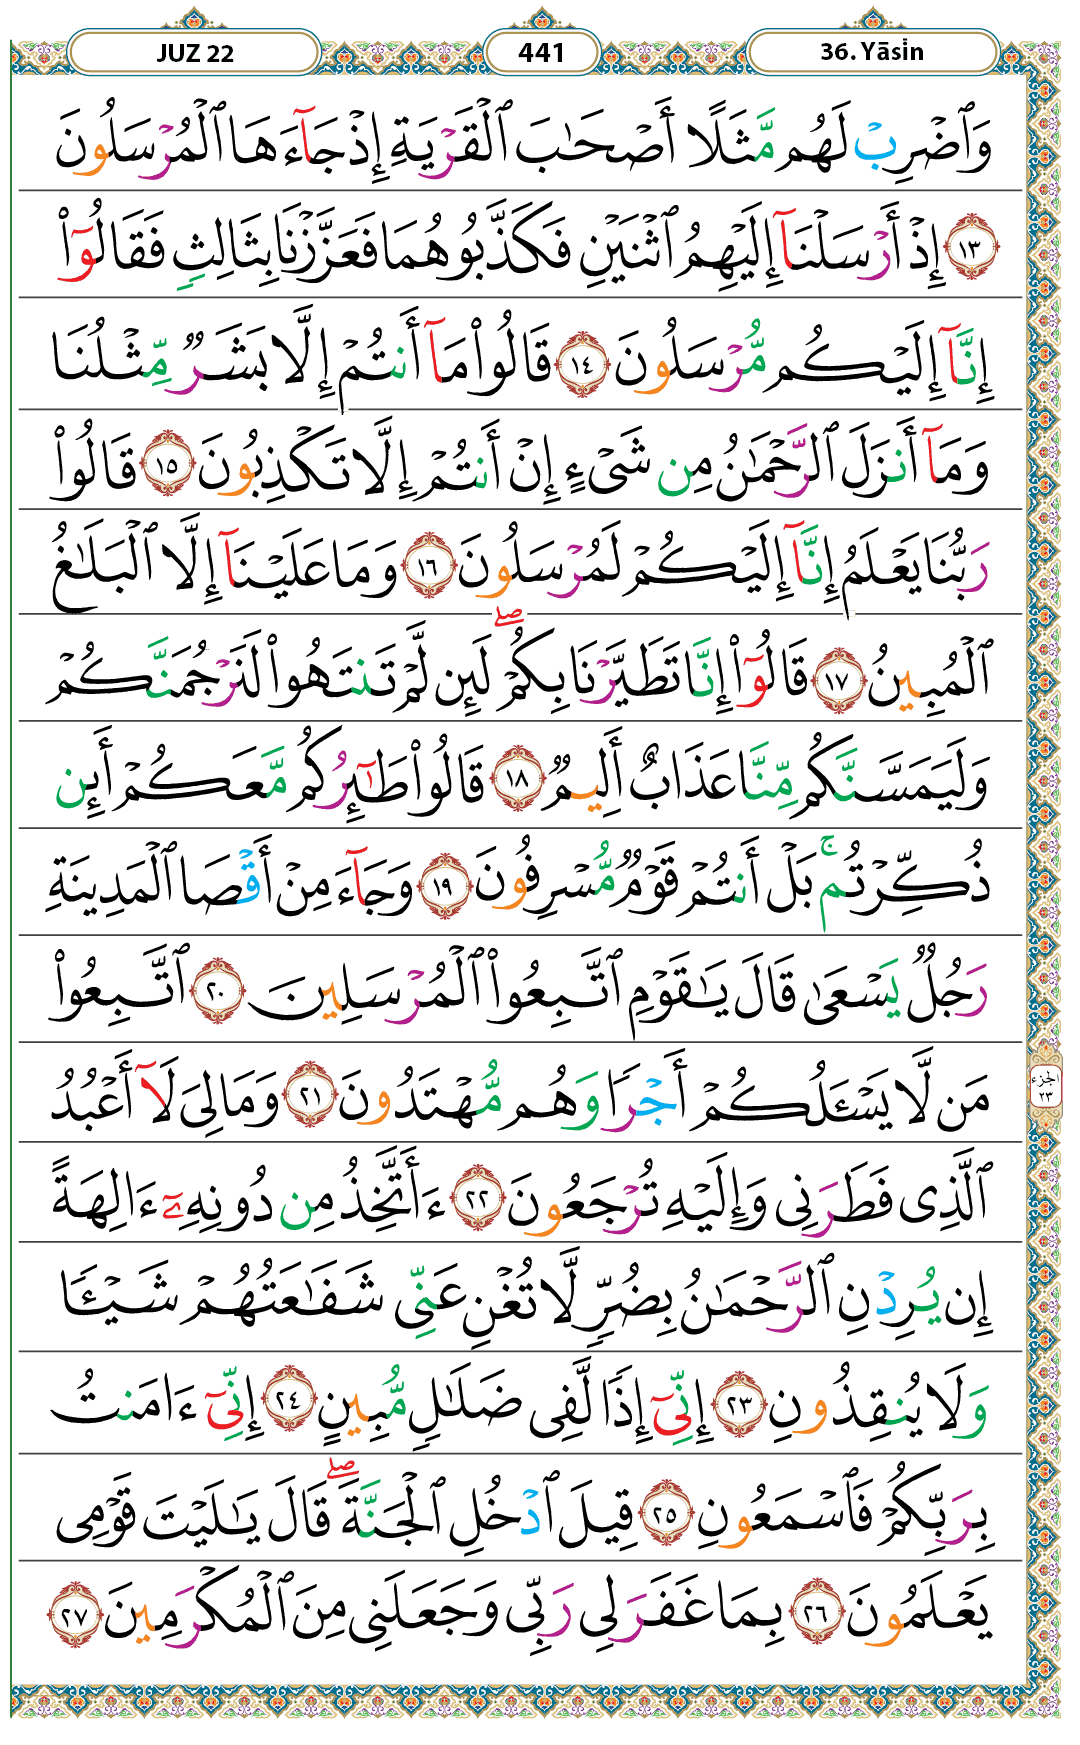 JUZ 22
441
36. Yāsin
وَٱضْرِبْ لَهُم مَّثَلًا أَصْحَٰبَ ٱلْقَرْيَةِ إِذْ جَآءَهَا ٱلْمُرْسَلُونَ
١٣ إِذْ أَرْسَلْنَآ إِلَيْهِمُ ٱثْنَيْنِ فَكَذَّبُوهُمَا فَعَزَّزْنَا بِثَالِثٍ فَقَالُوٓا۟
إِنَّآ إِلَيْكُم مُّرْسَلُونَ ١٤ قَالُوا۟ مَآ أَنتُمْ إِلَّا بَشَرٌ مِّثْلُنَا
وَمَآ أَنزَلَ ٱلرَّحْمَٰنُ مِن شَىْءٍ إِنْ أَنتُمْ إِلَّا تَكْذِبُونَ ١٥ قَالُوا۟
رَبُّنَا يَعْلَمُ إِنَّآ إِلَيْكُمْ لَمُرْسَلُونَ ١٦ وَمَا عَلَيْنَآ إِلَّا ٱلْبَلَٰغُ
ٱلْمُبِينُ ١٧ قَالُوٓا۟ إِنَّا تَطَيَّرْنَا بِكُمْ ۖ لَئِن لَّمْ تَنتَهُوا۟ لَنَرْجُمَنَّكُمْ
وَلَيَمَسَّنَّكُم مِّنَّا عَذَابٌ أَلِيمٌ ١٨ قَالُوا۟ طَٰٓئِرُكُم مَّعَكُمْ أَئِن
ذُكِّرْتُم ۚ بَلْ أَنتُمْ قَوْمٌ مُّسْرِفُونَ ١٩ وَجَآءَ مِنْ أَقْصَا ٱلْمَدِينَةِ
رَجُلٌ يَسْعَىٰ قَالَ يَٰقَوْمِ ٱتَّبِعُوا۟ ٱلْمُرْسَلِينَ ٢٠ ٱتَّبِعُوا۟
مَن لَّا يَسْـَٔلُكُمْ أَجْرًا وَهُم مُّهْتَدُونَ ٢١ وَمَا لِىَ لَآ أَعْبُدُ
الجزء
٢٣
ٱلَّذِى فَطَرَنِى وَإِلَيْهِ تُرْجَعُونَ ٢٢ ءَأَتَّخِذُ مِن دُونِهِۦٓ ءَالِهَةً
إِن يُرِدْنِ ٱلرَّحْمَٰنُ بِضُرٍّ لَّا تُغْنِ عَنِّى شَفَٰعَتُهُمْ شَيْـًٔا
وَلَا يُنقِذُونِ ٢٣ إِنِّىٓ إِذًا لَّفِى ضَلَٰلٍ مُّبِينٍ ٢٤ إِنِّىٓ ءَامَنتُ
بِرَبِّكُمْ فَٱسْمَعُونِ ٢٥ قِيلَ ٱدْخُلِ ٱلْجَنَّةَ ۖ قَالَ يَٰلَيْتَ قَوْمِى
يَعْلَمُونَ ٢٦ بِمَا غَفَرَ لِى رَبِّى وَجَعَلَنِى مِنَ ٱلْمُكْرَمِينَ ٢٧